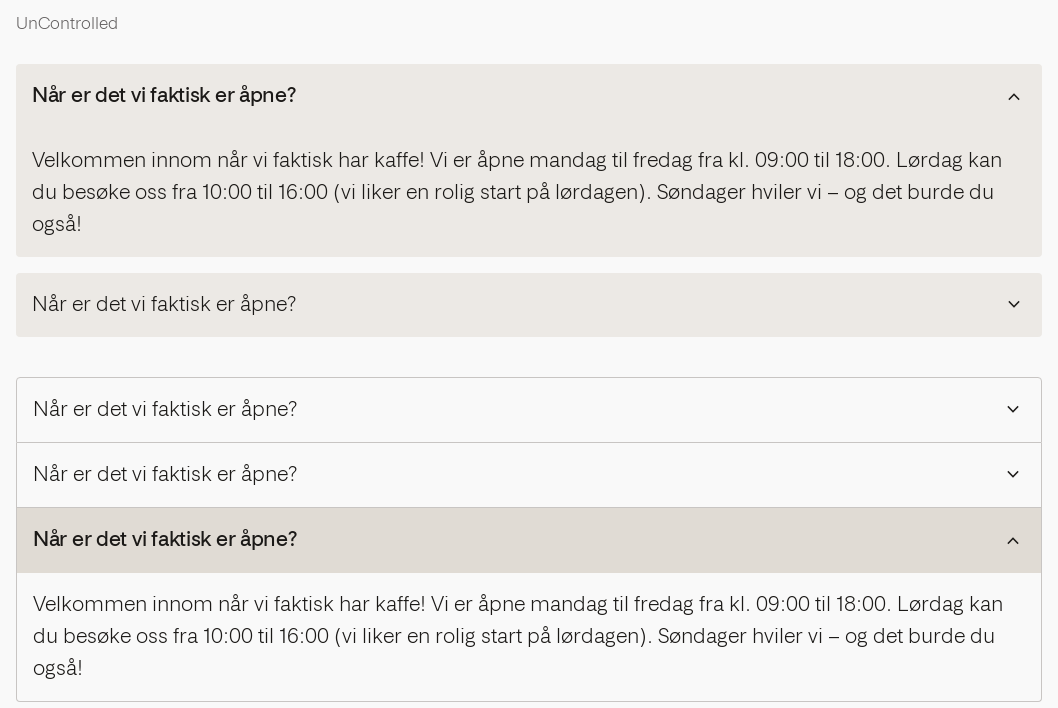 UnControlled
Når er det vi faktisk er åpne?
Velkommen innom når vi faktisk har kaffe! Vi er åpne mandag til fredag fra kl. 09:00 til 18:00. Lørdag kan
du besøke oss fra 10:00 til 16:00 (vi liker en rolig start på lørdagen). Søndager hviler vi – og det burde du
også!
Når er det vi faktisk er åpne?
Når er det vi faktisk er åpne?
Når er det vi faktisk er åpne?
Når er det vi faktisk er åpne?
Velkommen innom når vi faktisk har kaffe! Vi er åpne mandag til fredag fra kl. 09:00 til 18:00. Lørdag kan
du besøke oss fra 10:00 til 16:00 (vi liker en rolig start på lørdagen). Søndager hviler vi – og det burde du
også!